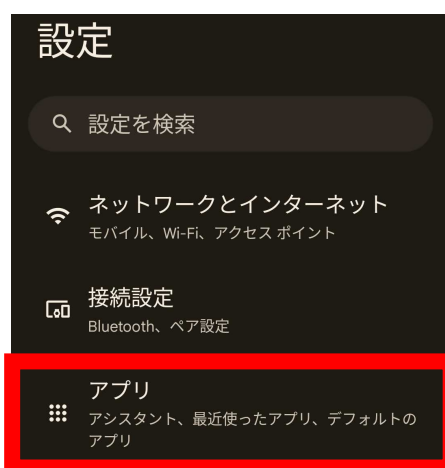 設定
設定を検索
ネットワークとインターネット
モバイル、Wi-Fi、アクセス ポイント
接続設定
Bluetooth、ペア設定
アプリ
アシスタント、最近使ったアプリ、デフォルトの
アプリ